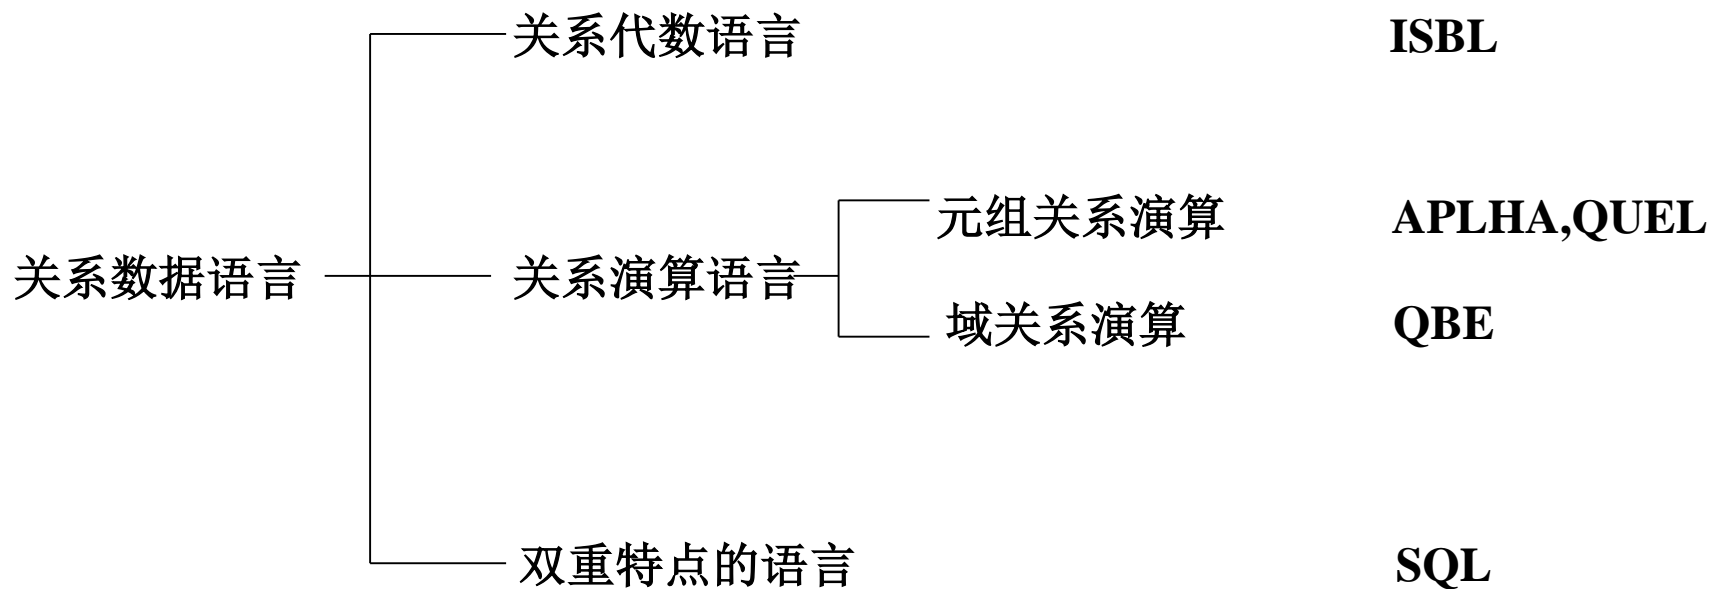 关系代数语言 ISBL
元组关系演算 APLHA,QUEL
关系数据语言 关系演算语言
域关系演算 QBE
双重特点的语言 SQL